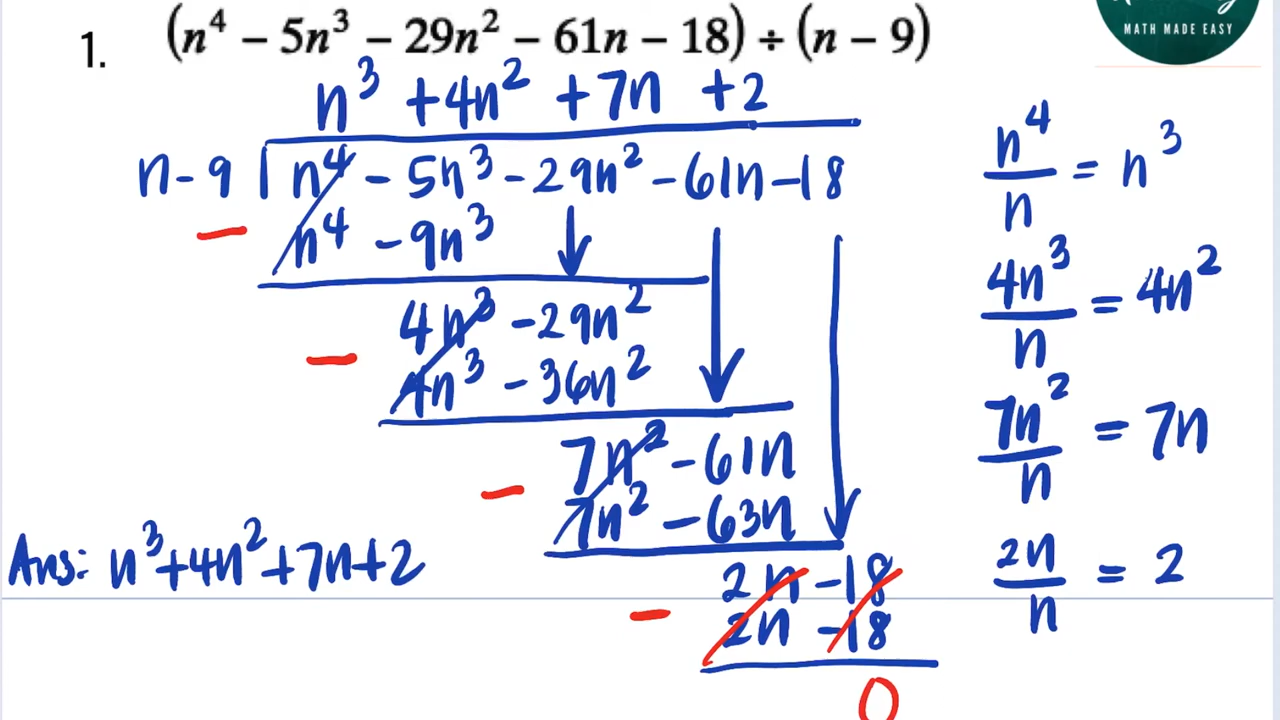 MATH MADE EASY
1. (n⁴ − 5n³ − 29n² − 61n − 18) ÷ (n − 9)
n³ + 4n² + 7n + 2
n - 9 n⁴ - 5n³ - 29n² - 61n - 18
− n⁴ - 9n³
4n³ - 29n²
− 4n³ - 36n²
7n² - 61n
− 7n² - 63n
2n - 18
− 2n - 18
0
Ans: n³+4n²+7n+2
n⁴/n = n³
4n³/n = 4n²
7n²/n = 7n
2n/n = 2